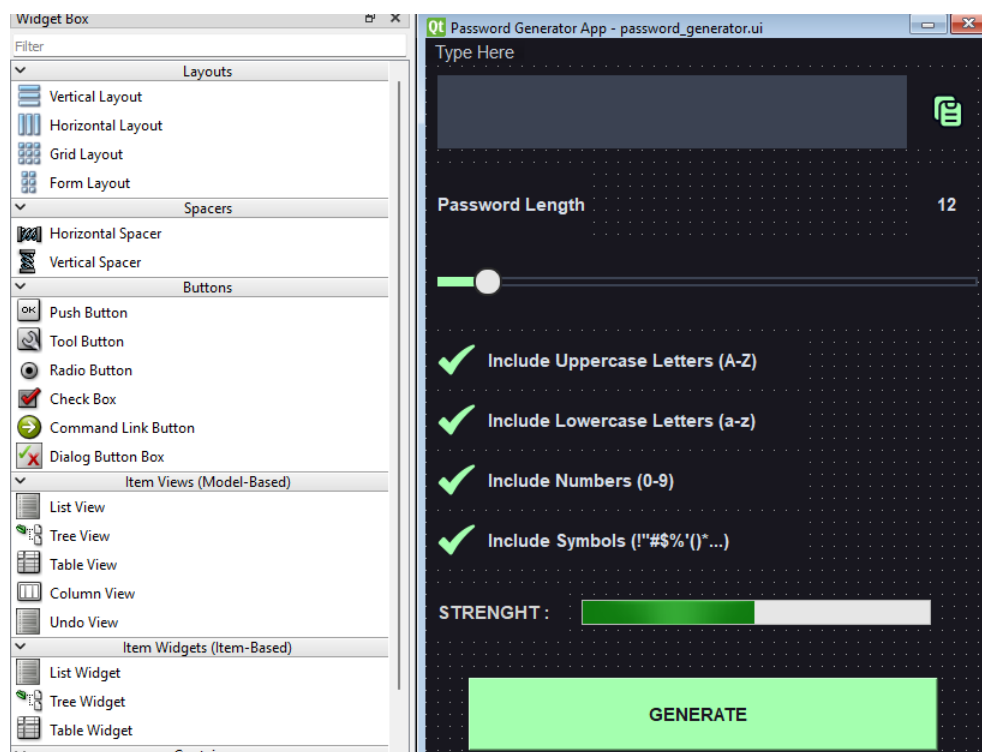 Widget Box
Filter
Layouts
Vertical Layout
Horizontal Layout
Grid Layout
Form Layout
Spacers
Horizontal Spacer
Vertical Spacer
Buttons
OK Push Button
Tool Button
Radio Button
Check Box
Command Link Button
Dialog Button Box
Item Views (Model-Based)
List View
Tree View
Table View
Column View
Undo View
Item Widgets (Item-Based)
List Widget
Tree Widget
Table Widget
Qt Password Generator App - password_generator.ui
Type Here
Password Length 12
Include Uppercase Letters (A-Z)
Include Lowercase Letters (a-z)
Include Numbers (0-9)
Include Symbols (!"#$%'()*...)
STRENGHT :
GENERATE